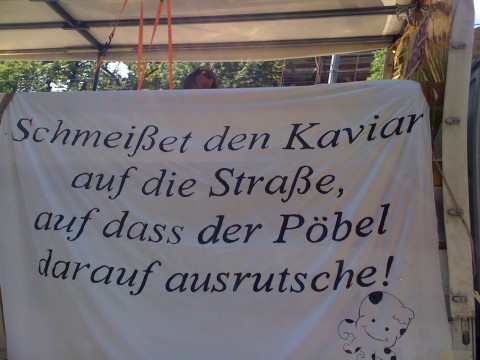 Schmeißet den Kaviar
auf die Straße,
auf dass der Pöbel
darauf ausrutsche!